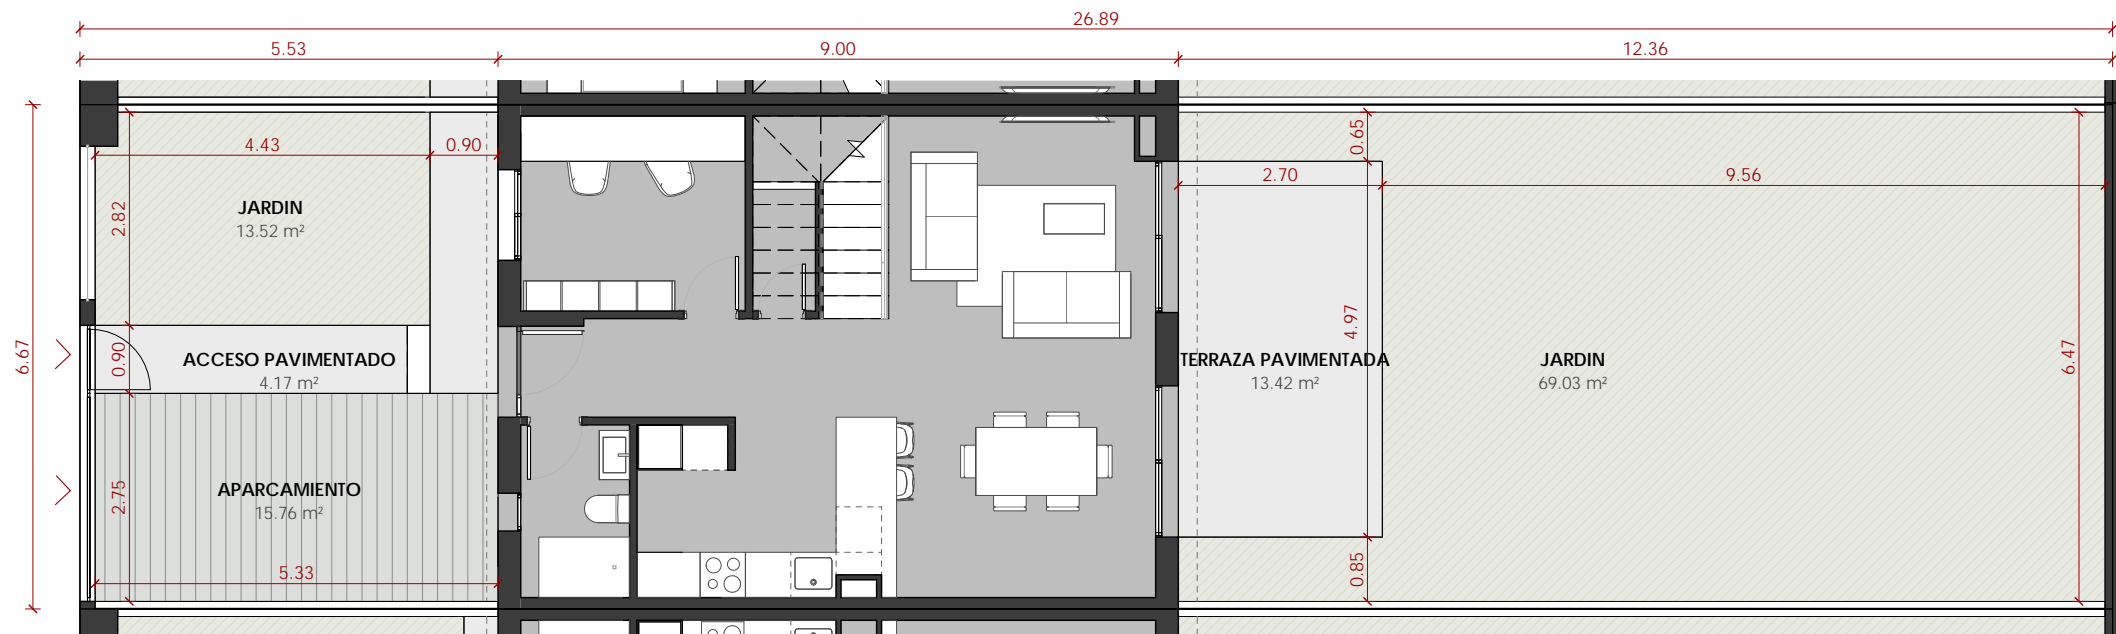 26.89
5.53
9.00
12.36
4.43
0.90
0.65
2.70
9.56
2.82
JARDIN
13.52 m²
6.67
0.90
ACCESO PAVIMENTADO
4.17 m²
4.97
TERRAZA PAVIMENTADA
13.42 m²
JARDIN
69.03 m²
6.47
2.75
APARCAMIENTO
15.76 m²
5.33
0.85